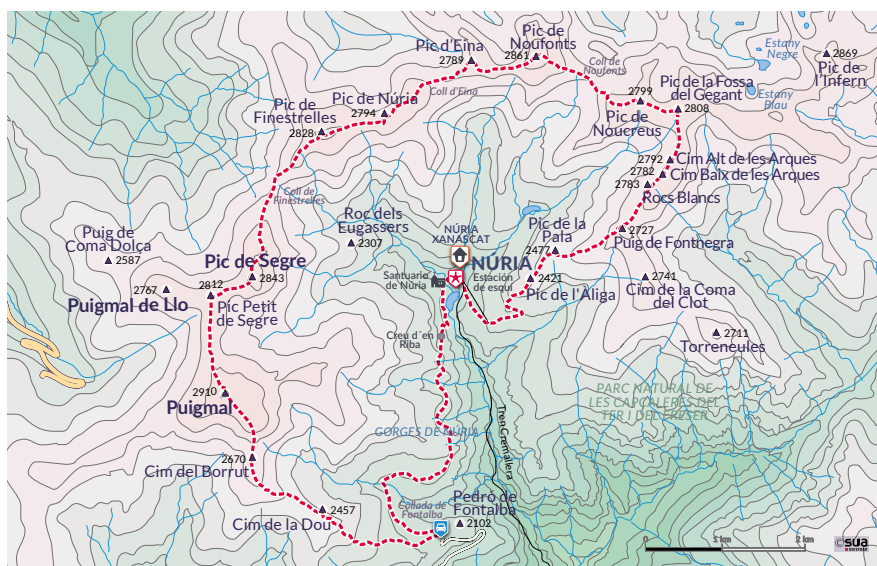 Pic de
Noufonts
2861
Pic d'Eina
2789
Coll de
Noufonts
Estany
Negre
2869
Pic de
l'Infern
Coll d'Eina
Pic de Núria
2794
Pic de
Finestrelles
2828
2799
Pic de
Noucreus
Pic de la Fossa
del Gegant
2808
Estany
Blau
2792
Cim Alt de les Arques
2782
Cim Baix de les Arques
2783
Rocs Blancs
Coll de
Finestrelles
Roc dels
Eugassers
2307
NÚRIA
XANASCAT
Pic de la
Pala
2477
2727
Puig de Fontnegra
Puig de
Coma Dolça
2587
Pic de Segre
2843
NÚRIA
Estación
de esquí
Santuario
de Núria
2421
Pic de l'Àliga
2741
Cim de la Coma
del Clot
2767
Puigmal de Llo
2812
Pic Petit
de Segre
Creu d´en
Riba
2711
Torreneules
2910
Puigmal
PARC NATURAL DE
LES CAPÇALERES DEL
TER I DEL FRESER
GORGES DE NÚRIA
Tren Cremallera
2670
Cim del Borrut
2457
Cim de la Dou
Collada de
Fontalba
Pedró de
Fontalba
2102
0 1 km 2 km
©SUA
EDIZIOAK